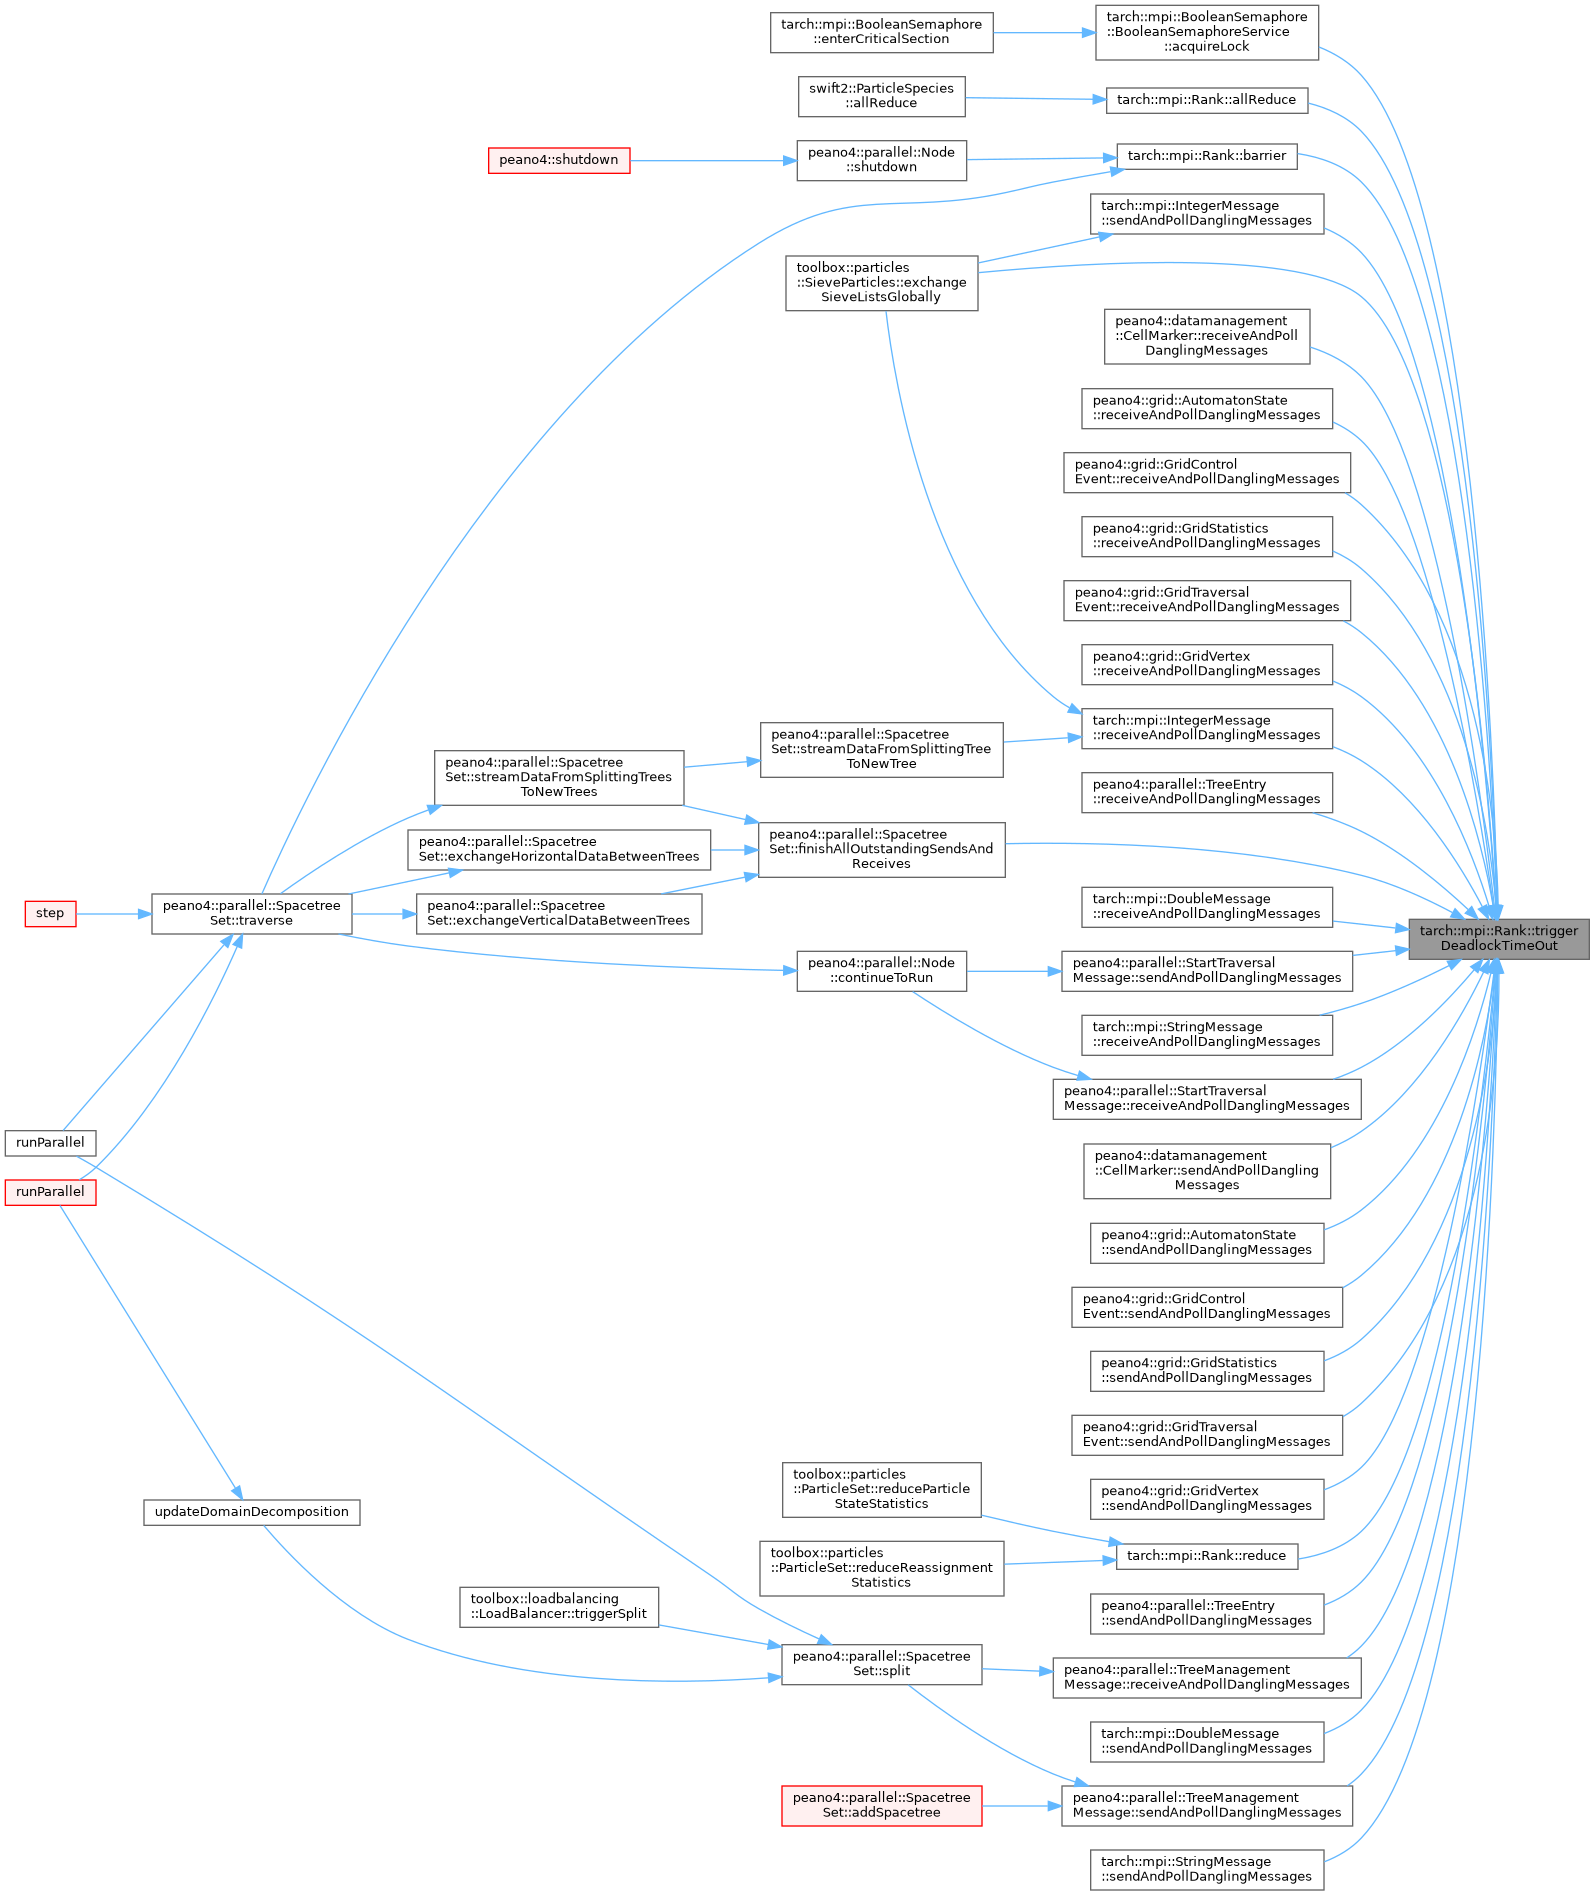 tarch::mpi::BooleanSemaphore
::enterCriticalSection
tarch::mpi::BooleanSemaphore
::BooleanSemaphoreService
::acquireLock
swift2::ParticleSpecies
::allReduce
tarch::mpi::Rank::allReduce
peano4::shutdown
peano4::parallel::Node
::shutdown
tarch::mpi::Rank::barrier
tarch::mpi::IntegerMessage
::sendAndPollDanglingMessages
toolbox::particles
::SieveParticles::exchange
SieveListsGlobally
peano4::datamanagement
::CellMarker::receiveAndPoll
DanglingMessages
peano4::grid::AutomatonState
::receiveAndPollDanglingMessages
peano4::grid::GridControl
Event::receiveAndPollDanglingMessages
peano4::grid::GridStatistics
::receiveAndPollDanglingMessages
peano4::grid::GridTraversal
Event::receiveAndPollDanglingMessages
peano4::grid::GridVertex
::receiveAndPollDanglingMessages
tarch::mpi::IntegerMessage
::receiveAndPollDanglingMessages
peano4::parallel::Spacetree
Set::streamDataFromSplittingTree
ToNewTree
peano4::parallel::Spacetree
Set::streamDataFromSplittingTrees
ToNewTrees
peano4::parallel::TreeEntry
::receiveAndPollDanglingMessages
peano4::parallel::Spacetree
Set::exchangeHorizontalDataBetweenTrees
peano4::parallel::Spacetree
Set::finishAllOutstandingSendsAnd
Receives
step
peano4::parallel::Spacetree
Set::traverse
peano4::parallel::Spacetree
Set::exchangeVerticalDataBetweenTrees
tarch::mpi::DoubleMessage
::receiveAndPollDanglingMessages
tarch::mpi::Rank::trigger
DeadlockTimeOut
peano4::parallel::Node
::continueToRun
peano4::parallel::StartTraversal
Message::sendAndPollDanglingMessages
tarch::mpi::StringMessage
::receiveAndPollDanglingMessages
peano4::parallel::StartTraversal
Message::receiveAndPollDanglingMessages
runParallel
runParallel
peano4::datamanagement
::CellMarker::sendAndPollDangling
Messages
peano4::grid::AutomatonState
::sendAndPollDanglingMessages
peano4::grid::GridControl
Event::sendAndPollDanglingMessages
peano4::grid::GridStatistics
::sendAndPollDanglingMessages
peano4::grid::GridTraversal
Event::sendAndPollDanglingMessages
toolbox::particles
::ParticleSet::reduceParticle
StateStatistics
peano4::grid::GridVertex
::sendAndPollDanglingMessages
updateDomainDecomposition
toolbox::particles
::ParticleSet::reduceReassignment
Statistics
tarch::mpi::Rank::reduce
toolbox::loadbalancing
::LoadBalancer::triggerSplit
peano4::parallel::TreeEntry
::sendAndPollDanglingMessages
peano4::parallel::Spacetree
Set::split
peano4::parallel::TreeManagement
Message::receiveAndPollDanglingMessages
tarch::mpi::DoubleMessage
::sendAndPollDanglingMessages
peano4::parallel::Spacetree
Set::addSpacetree
peano4::parallel::TreeManagement
Message::sendAndPollDanglingMessages
tarch::mpi::StringMessage
::sendAndPollDanglingMessages